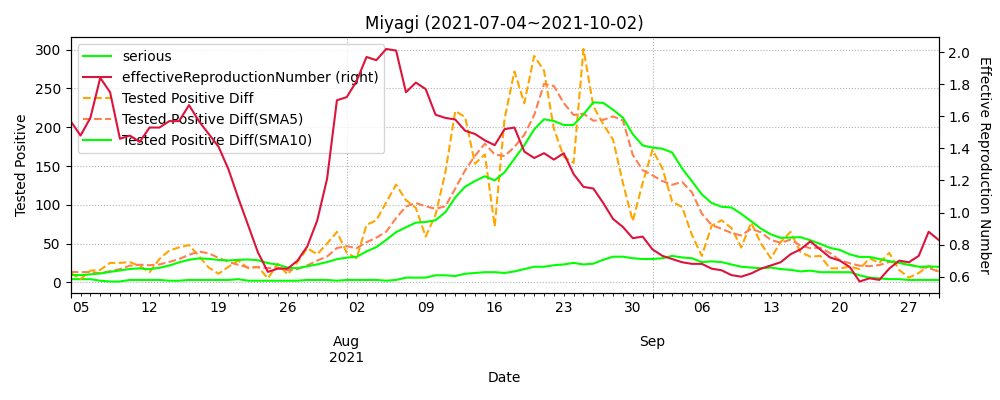 Miyagi (2021-07-04~2021-10-02)
serious
effectiveReproductionNumber (right)
Tested Positive Diff
Tested Positive Diff(SMA5)
Tested Positive Diff(SMA10)
Tested Positive
300
250
200
150
100
50
0
2.0
1.8
1.6
1.4
1.2
1.0
0.8
0.6
Effective Reproduction Number
05 12 19 26 02 09 16 23 30 06 13 20 27
Aug Sep
2021
Date